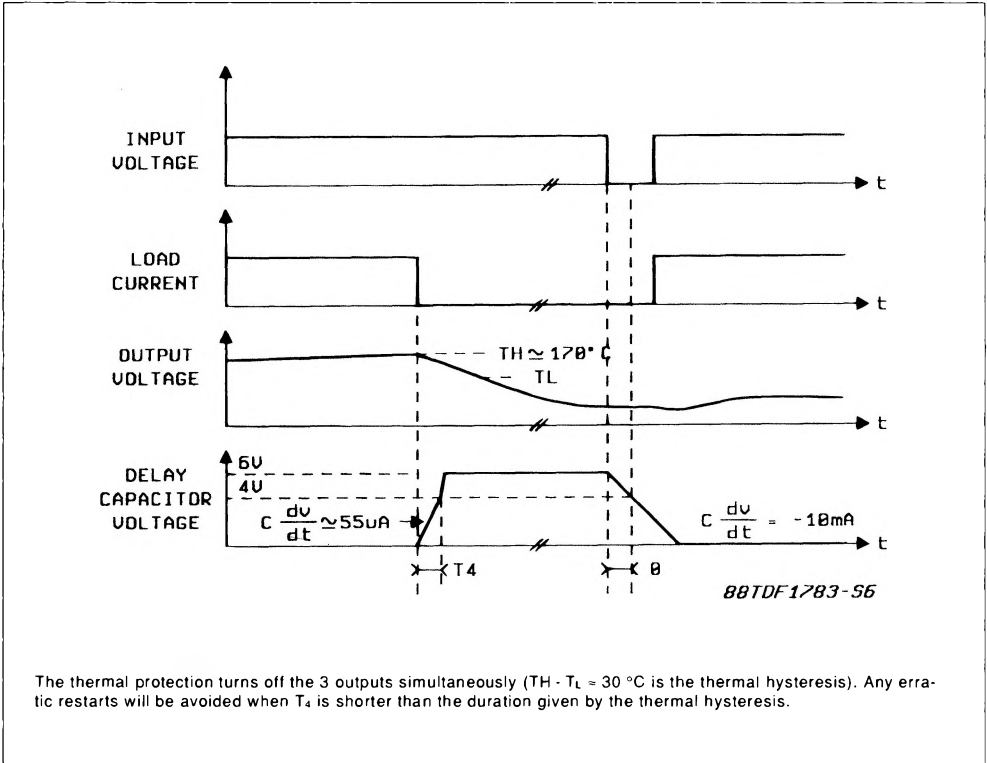 INPUT
VOLTAGE
t
LOAD
CURRENT
t
OUTPUT
VOLTAGE
TH ≃ 170° C
TL
t
DELAY
CAPACITOR
VOLTAGE
6V
4V
C dv/dt ≃ 55uA
C dv/dt = -10mA
t
T4
θ
88TDF1783-S6
The thermal protection turns off the 3 outputs simultaneously (TH - TL = 30 °C is the thermal hysteresis). Any erra-
tic restarts will be avoided when T4 is shorter than the duration given by the thermal hysteresis.